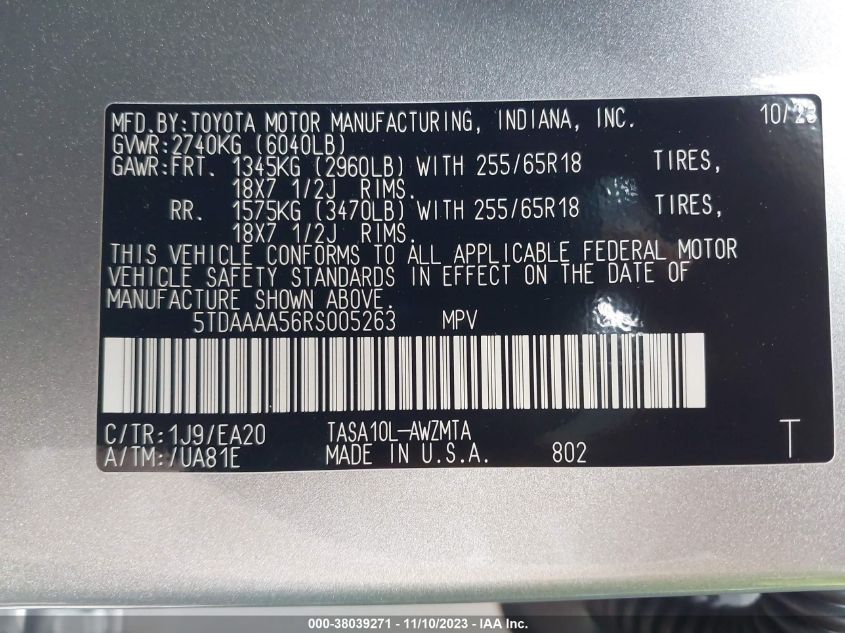 MFD.BY:TOYOTA MOTOR MANUFACTURING, INDIANA, INC. 10/23
GVWR:2740KG (6040LB)
GAWR:FRT. 1345KG (2960LB) WITH 255/65R18 TIRES,
18X7 1/2J RIMS.
RR. 1575KG (3470LB) WITH 255/65R18 TIRES,
18X7 1/2J RIMS.
THIS VEHICLE CONFORMS TO ALL APPLICABLE FEDERAL MOTOR
VEHICLE SAFETY STANDARDS IN EFFECT ON THE DATE OF
MANUFACTURE SHOWN ABOVE.
5TDAAAA56RS005263 MPV
C/TR:1J9/EA20 TASA10L-AWZMTA T
A/TM:/UA81E MADE IN U.S.A. 802
000-38039271 - 11/10/2023 - IAA Inc.